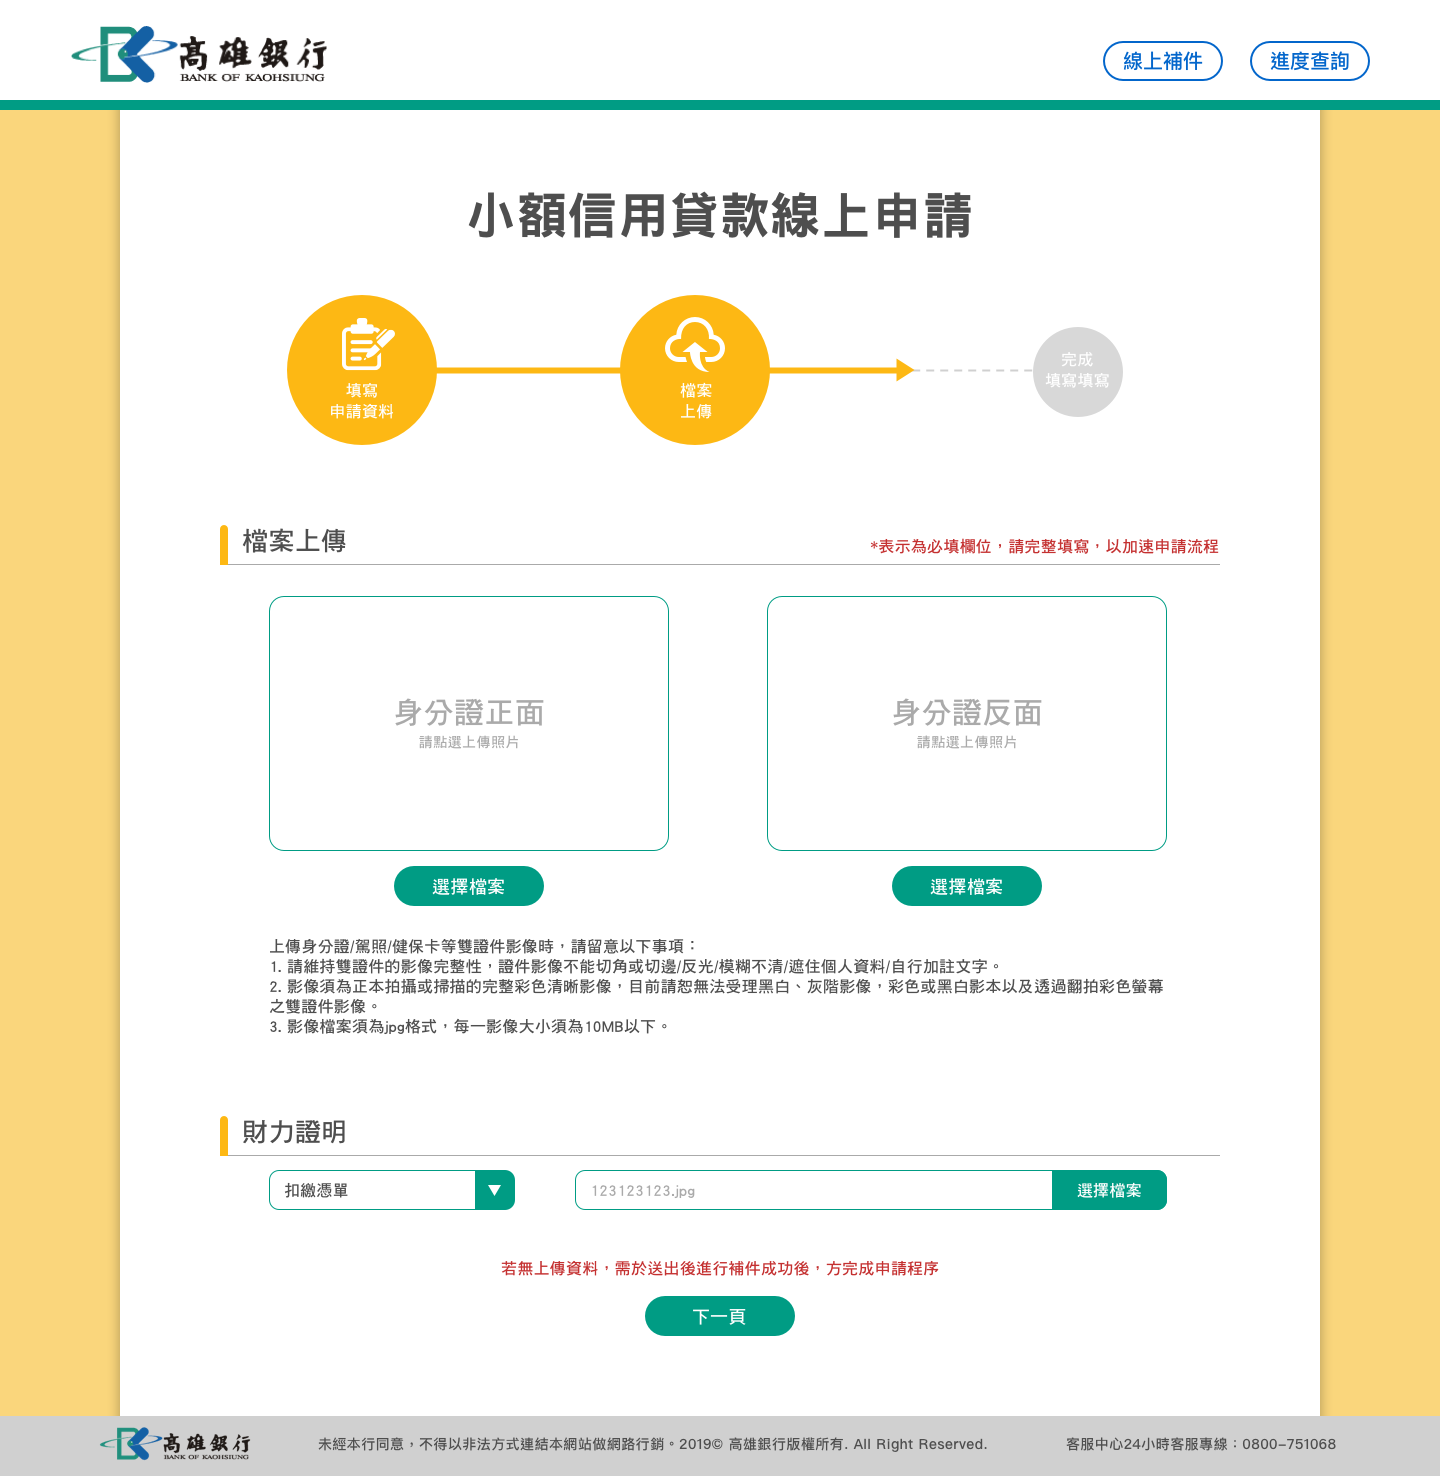 高雄銀行
BANK OF KAOHSIUNG
線上補件
進度查詢
小額信用貸款線上申請
填寫
申請資料
檔案
上傳
完成
填寫填寫
檔案上傳
*表示為必填欄位，請完整填寫，以加速申請流程
身分證正面
請點選上傳照片
身分證反面
請點選上傳照片
選擇檔案
選擇檔案
上傳身分證/駕照/健保卡等雙證件影像時，請留意以下事項：
1. 請維持雙證件的影像完整性，證件影像不能切角或切邊/反光/模糊不清/遮住個人資料/自行加註文字。
2. 影像須為正本拍攝或掃描的完整彩色清晰影像，目前請恕無法受理黑白、灰階影像，彩色或黑白影本以及透過翻拍彩色螢幕
之雙證件影像。
3. 影像檔案須為jpg格式，每一影像大小須為10MB以下。
財力證明
扣繳憑單
123123123.jpg
選擇檔案
若無上傳資料，需於送出後進行補件成功後，方完成申請程序
下一頁
高雄銀行
BANK OF KAOHSIUNG
未經本行同意，不得以非法方式連結本網站做網路行銷。2019© 高雄銀行版權所有. All Right Reserved.
客服中心24小時客服專線：0800-751068